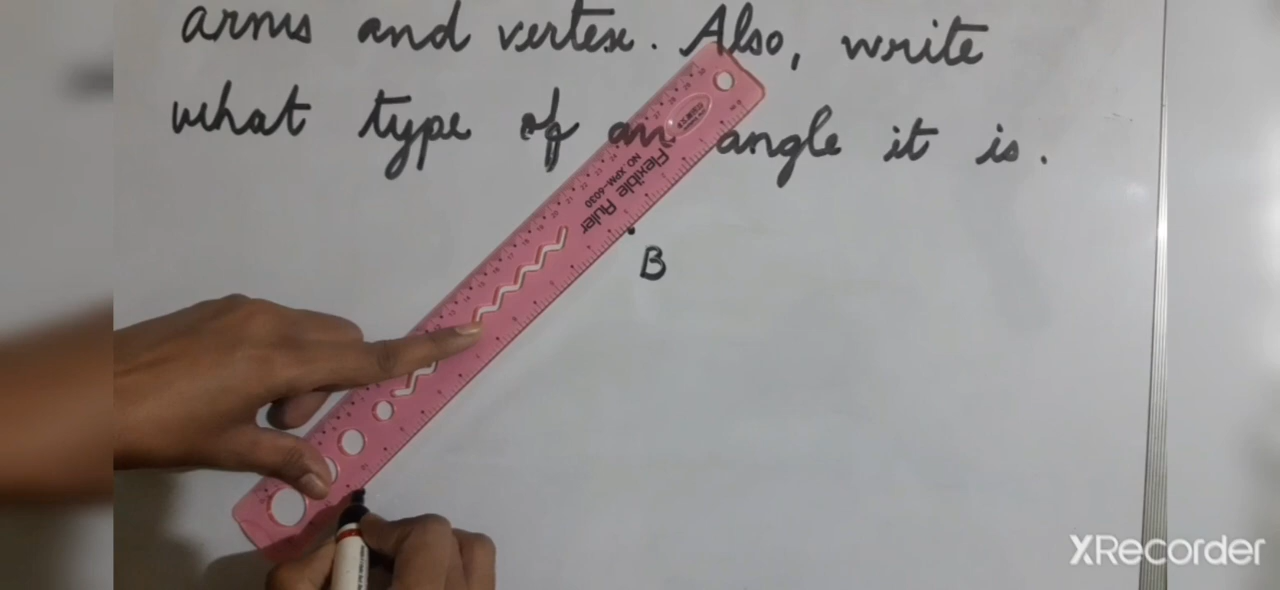 arms and vertex. Also, write
what type of an angle it is.
Flexible Ruler
NO. XPM-6030
B
XRecorder